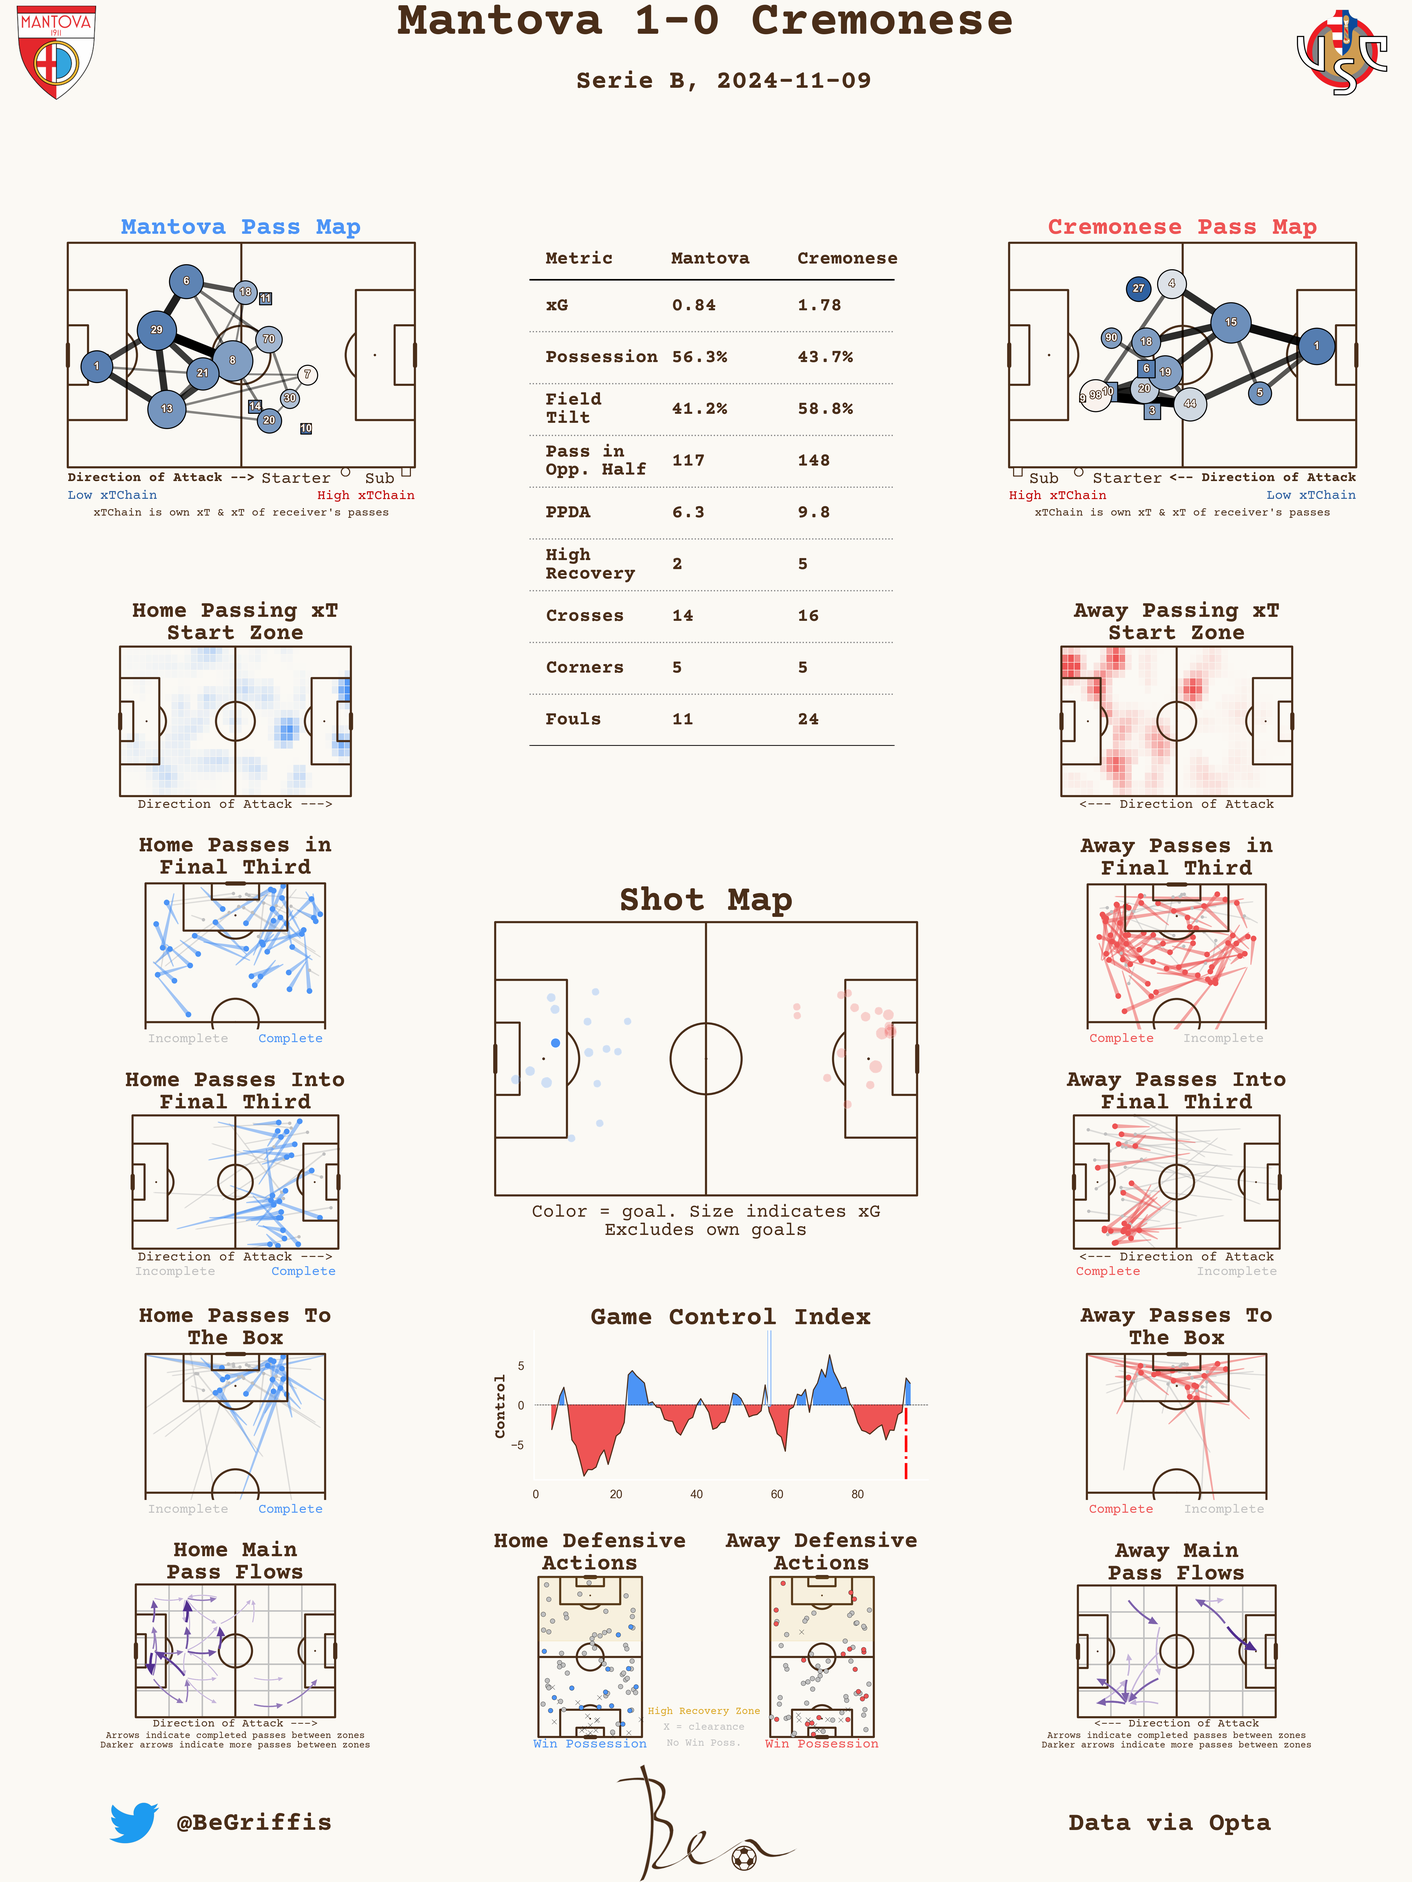 Mantova 1-0 Cremonese
Serie B, 2024-11-09
MANTOVA
1911
USC
Mantova Pass Map
6
18
11
29
70
8
1
21
7
30
14
13
20
10
Direction of Attack --> Starter Sub
Low xTChain High xTChain
xTChain is own xT & xT of receiver's passes
Metric Mantova Cremonese
xG 0.84 1.78
Possession 56.3% 43.7%
Field
Tilt 41.2% 58.8%
Pass in
Opp. Half 117 148
PPDA 6.3 9.8
High
Recovery 2 5
Crosses 14 16
Corners 5 5
Fouls 11 24
Cremonese Pass Map
27
4
15
90
18
1
6
19
20
10
98
9
5
44
3
Sub Starter <-- Direction of Attack
High xTChain Low xTChain
xTChain is own xT & xT of receiver's passes
Home Passing xT
Start Zone
Direction of Attack --->
Away Passing xT
Start Zone
<--- Direction of Attack
Home Passes in
Final Third
Incomplete Complete
Shot Map
Color = goal. Size indicates xG
Excludes own goals
Away Passes in
Final Third
Complete Incomplete
Home Passes Into
Final Third
Direction of Attack --->
Incomplete Complete
Away Passes Into
Final Third
<--- Direction of Attack
Complete Incomplete
Home Passes To
The Box
Incomplete Complete
Game Control Index
Control
5
0
−5
0 20 40 60 80
Away Passes To
The Box
Complete Incomplete
Home Main
Pass Flows
Direction of Attack --->
Arrows indicate completed passes between zones
Darker arrows indicate more passes between zones
Home Defensive
Actions
Win Possession
High Recovery Zone
X = clearance
No Win Poss.
Away Defensive
Actions
Win Possession
Away Main
Pass Flows
<--- Direction of Attack
Arrows indicate completed passes between zones
Darker arrows indicate more passes between zones
@BeGriffis
Ben
Data via Opta